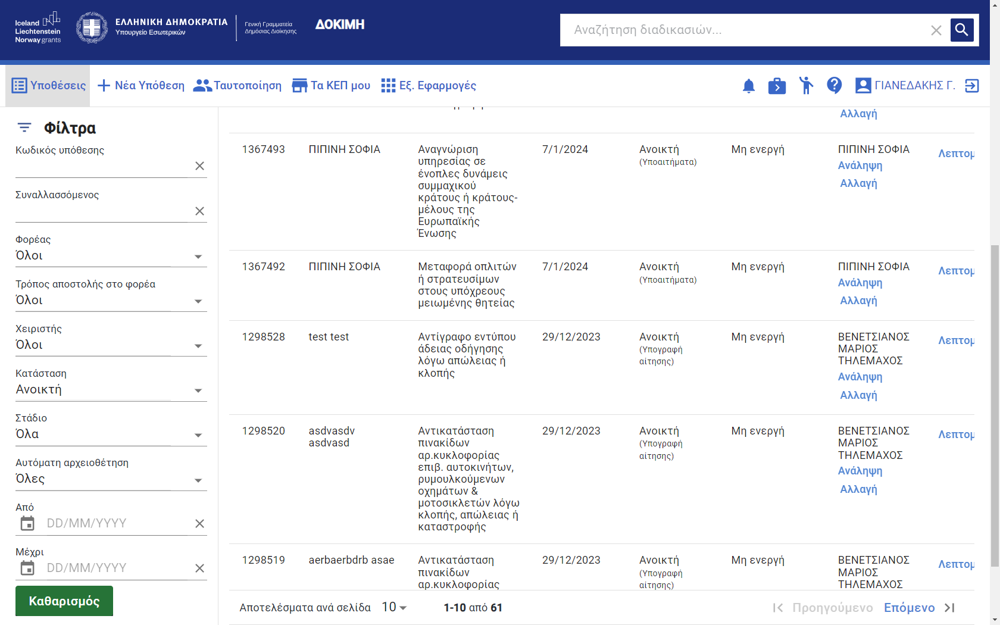 Iceland
Liechtenstein
Norway grants
ΕΛΛΗΝΙΚΗ ΔΗΜΟΚΡΑΤΙΑ
Υπουργείο Εσωτερικών
Γενική Γραμματεία
Δημόσιας Διοίκησης
ΔΟΚΙΜΗ
Αναζήτηση διαδικασιών...
Υποθέσεις
Νέα Υπόθεση
Ταυτοποίηση
Τα ΚΕΠ μου
Εξ. Εφαρμογές
ΓΙΑΝΕΔΑΚΗΣ Γ.
Φίλτρα
Κωδικός υπόθεσης
Συναλλασσόμενος
Φορέας
Όλοι
Τρόπος αποστολής στο φορέα
Όλοι
Χειριστής
Όλοι
Κατάσταση
Ανοικτή
Στάδιο
Όλα
Αυτόματη αρχειοθέτηση
Όλες
Από
DD/MM/YYYY
Μέχρι
DD/MM/YYYY
Καθαρισμός
Αλλαγή
1367493
ΠΙΠΙΝΗ ΣΟΦΙΑ
Αναγνώριση
υπηρεσίας σε
ένοπλες δυνάμεις
συμμαχικού
κράτους ή κράτους-
μέλους της
Ευρωπαϊκής
Ένωσης
7/1/2024
Ανοικτή
(Υποαιτήματα)
Μη ενεργή
ΠΙΠΙΝΗ ΣΟΦΙΑ
Ανάληψη
Αλλαγή
Λεπτομ
1367492
ΠΙΠΙΝΗ ΣΟΦΙΑ
Μεταφορά οπλιτών
ή στρατευσίμων
στους υπόχρεους
μειωμένης θητείας
7/1/2024
Ανοικτή
(Υποαιτήματα)
Μη ενεργή
ΠΙΠΙΝΗ ΣΟΦΙΑ
Ανάληψη
Αλλαγή
Λεπτομ
1298528
test test
Αντίγραφο εντύπου
άδειας οδήγησης
λόγω απώλειας ή
κλοπής
29/12/2023
Ανοικτή
(Υπογραφή
αίτησης)
Μη ενεργή
ΒΕΝΕΤΣΙΑΝΟΣ
ΜΑΡΙΟΣ
ΤΗΛΕΜΑΧΟΣ
Ανάληψη
Αλλαγή
Λεπτομ
1298520
asdvasdv
asdvasd
Αντικατάσταση
πινακίδων
αρ.κυκλοφορίας
επιβ. αυτοκινήτων,
ρυμουλκούμενων
οχημάτων &
μοτοσικλετών λόγω
κλοπής, απώλειας ή
καταστροφής
29/12/2023
Ανοικτή
(Υπογραφή
αίτησης)
Μη ενεργή
ΒΕΝΕΤΣΙΑΝΟΣ
ΜΑΡΙΟΣ
ΤΗΛΕΜΑΧΟΣ
Ανάληψη
Αλλαγή
Λεπτομ
1298519
aerbaerbdrb asae
Αντικατάσταση
πινακίδων
αρ.κυκλοφορίας
29/12/2023
Ανοικτή
(Υπογραφή
αίτησης)
Μη ενεργή
ΒΕΝΕΤΣΙΑΝΟΣ
ΜΑΡΙΟΣ
ΤΗΛΕΜΑΧΟΣ
Λεπτομ
Αποτελέσματα ανά σελίδα
10
1-10 από 61
Προηγούμενο
Επόμενο